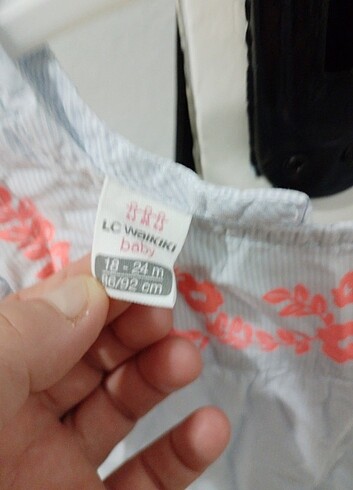 LC WAIKIKI
baby
18 - 24 m
86/92 cm